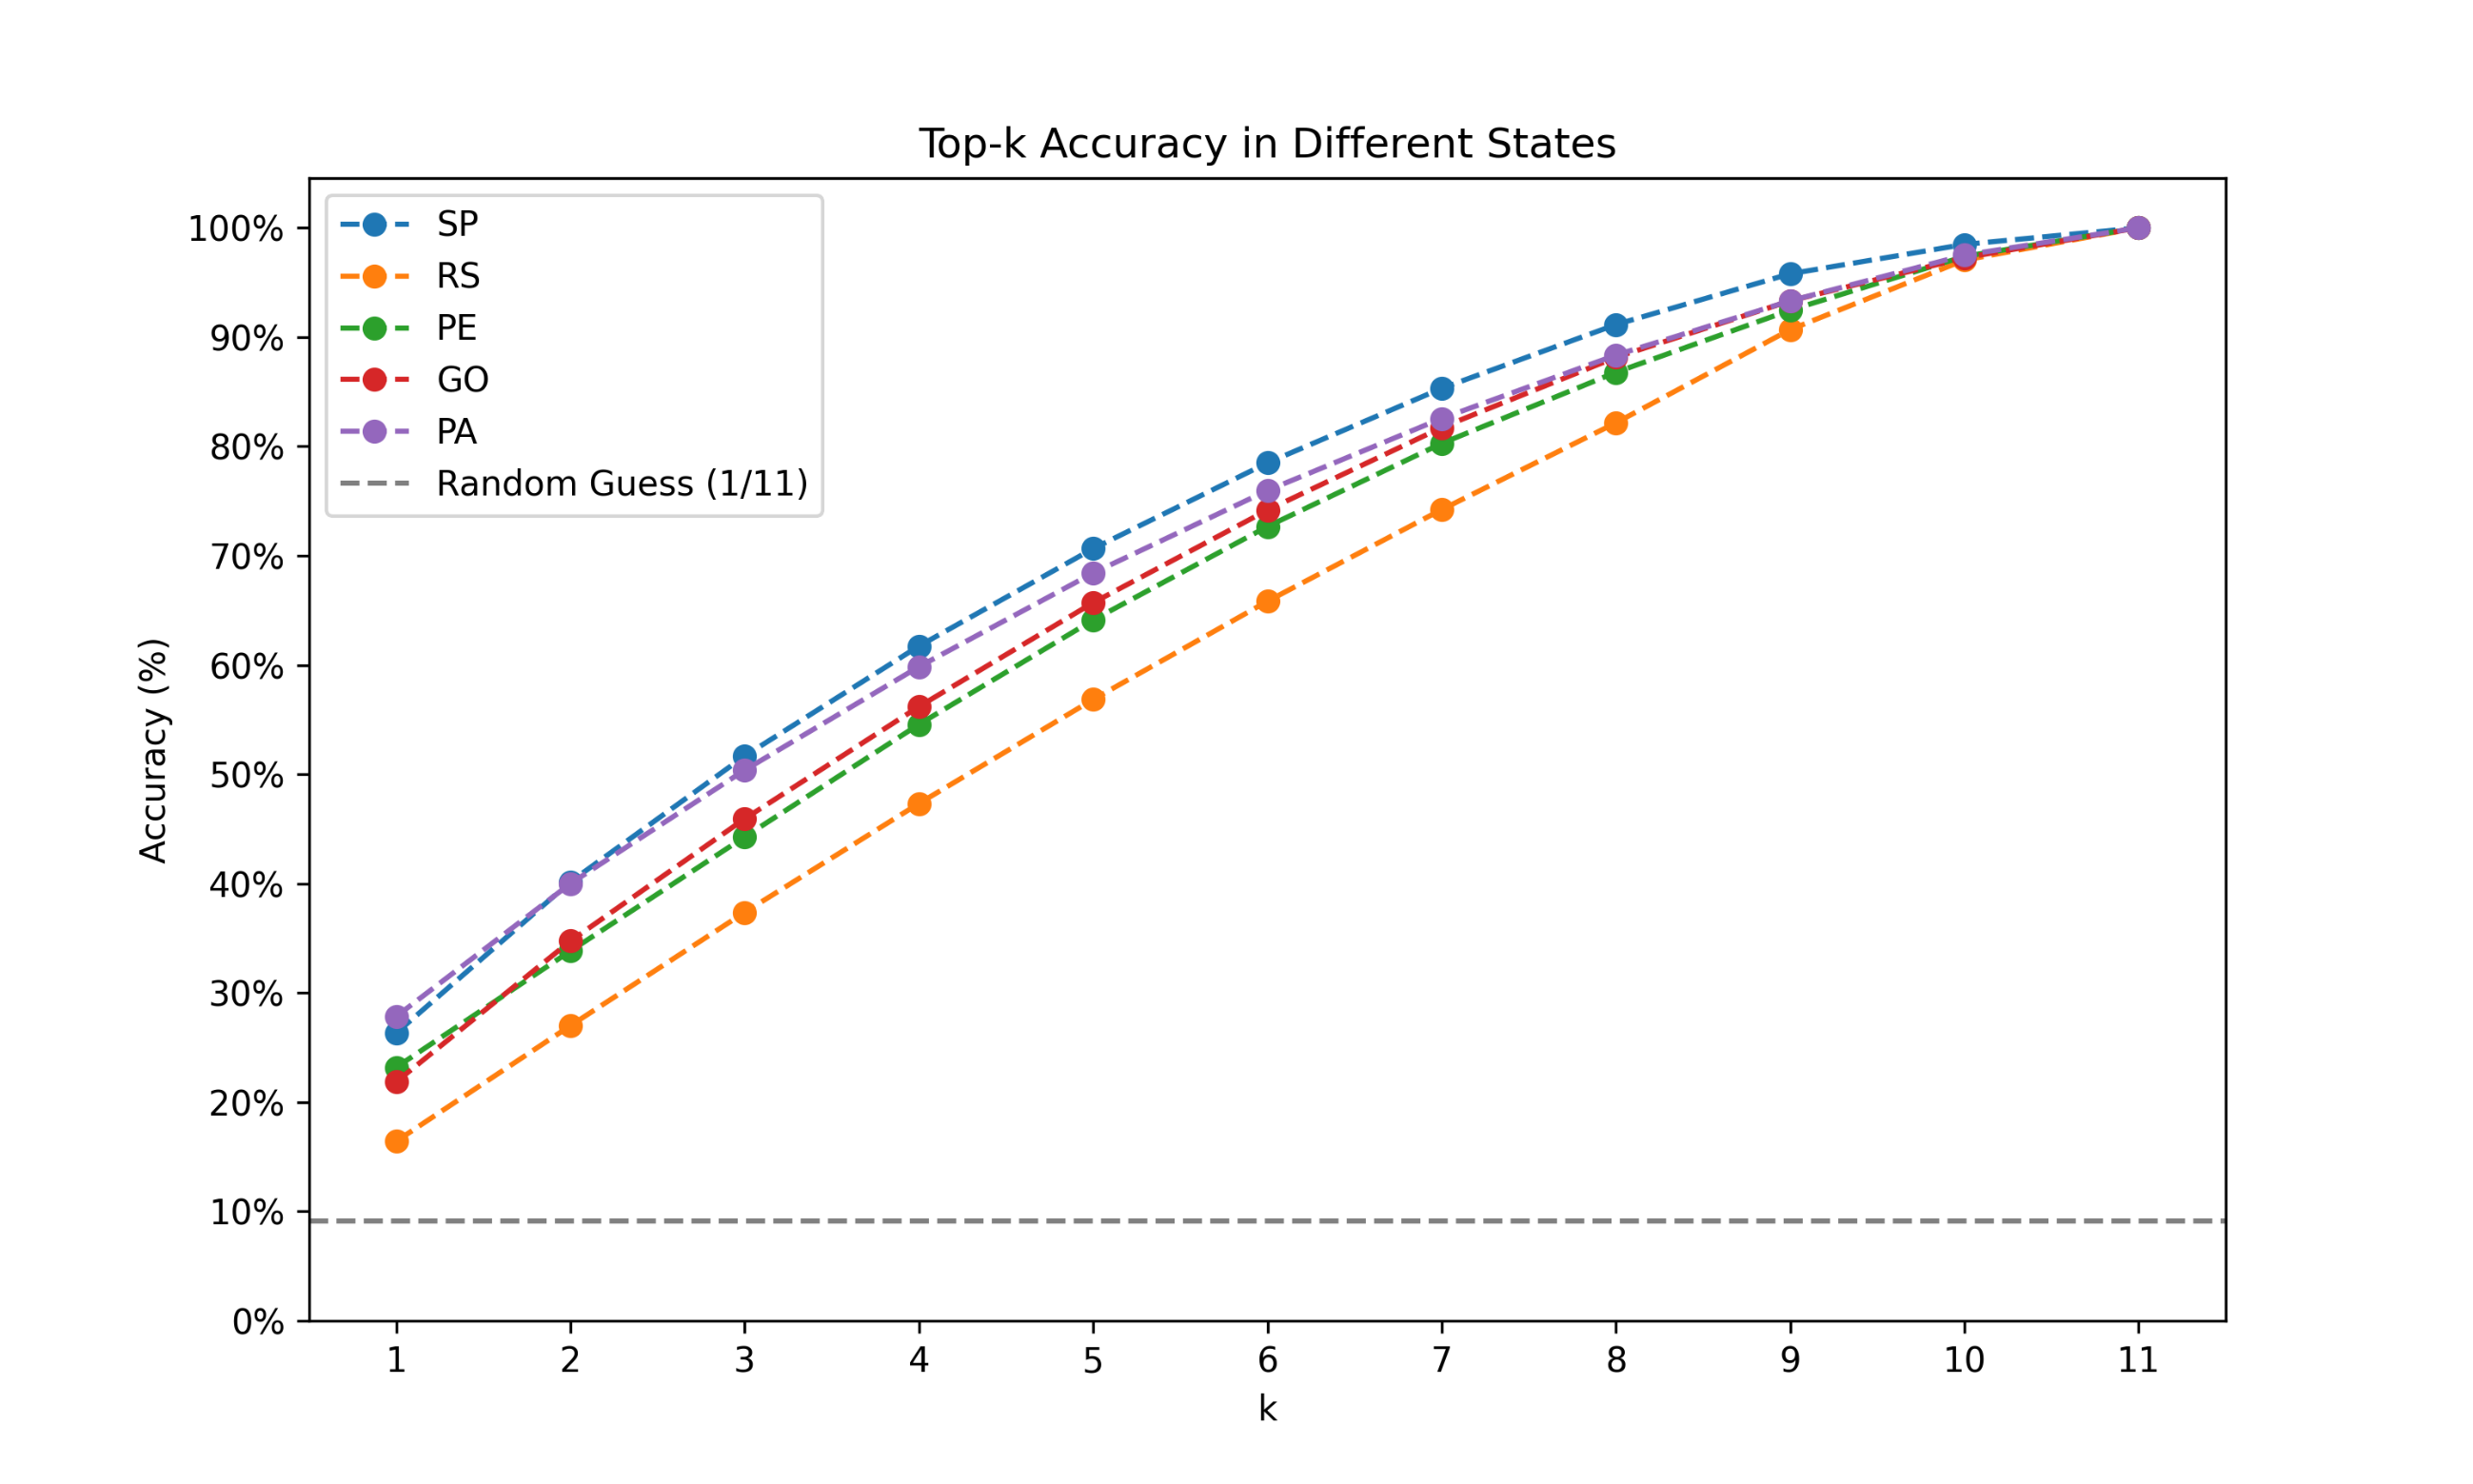 Top-k Accuracy in Different States
SP
RS
PE
GO
PA
Random Guess (1/11)
Accuracy (%)
100%
90%
80%
70%
60%
50%
40%
30%
20%
10%
0%
1 2 3 4 5 6 7 8 9 10 11
k